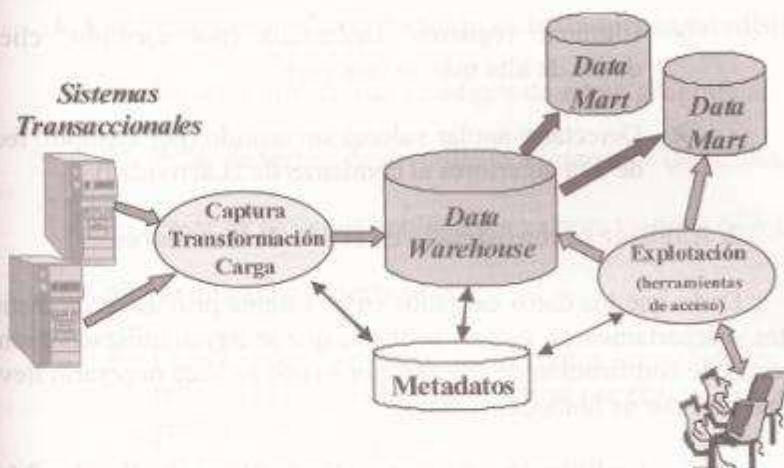 Sistemas
Transaccionales
Data
Mart
Data
Mart
Captura
Transformación
Carga
Data
Warehouse
Explotación
(herramientas
de acceso)
Metadatos